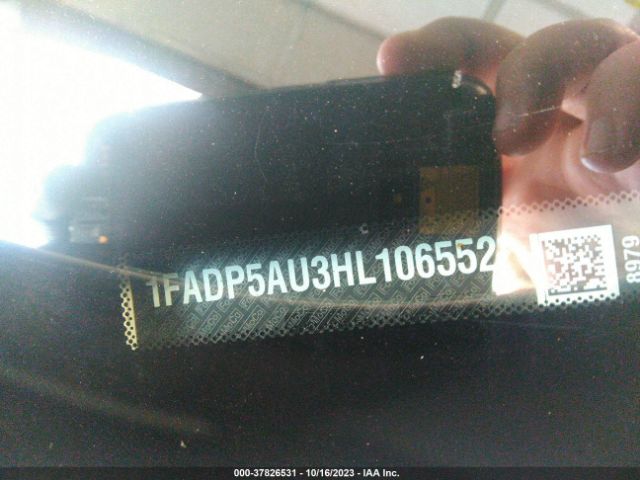 1FADP5AU3HL106552
8979
000-37826531 - 10/16/2023 - IAA Inc.